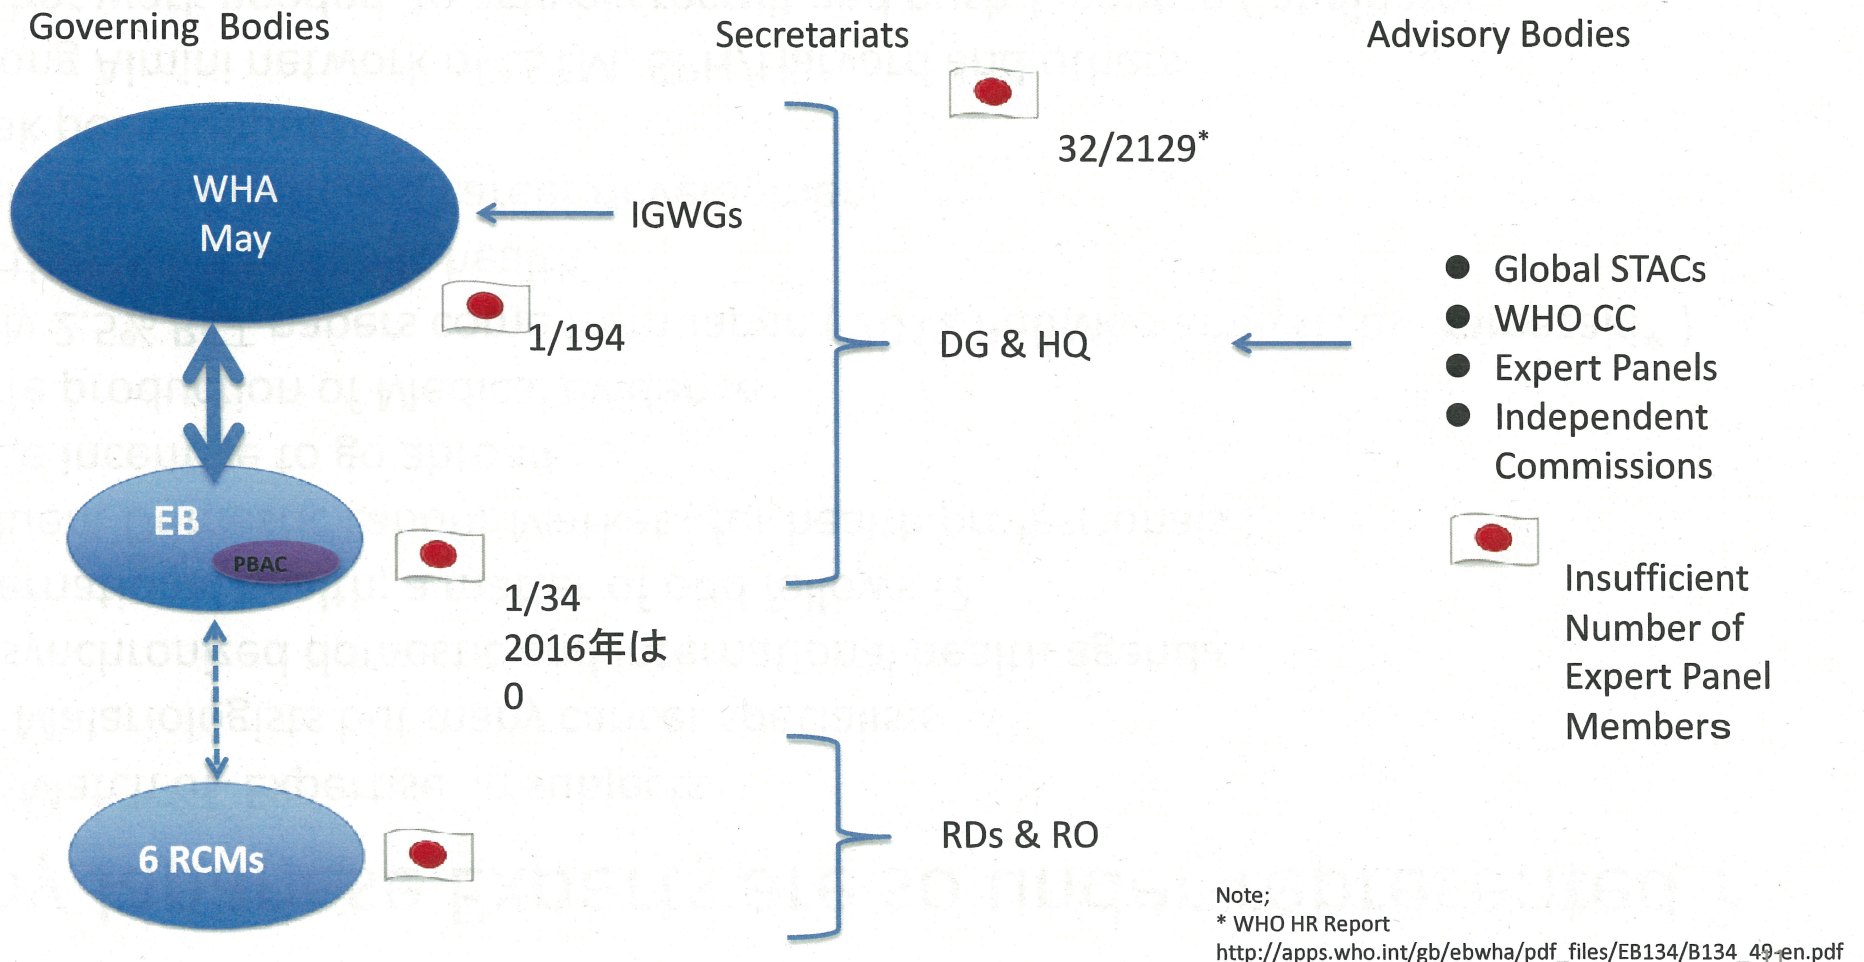 Governing Bodies
Secretariats
Advisory Bodies
32/2129*
WHA
May
IGWGs
1/194
DG & HQ
● Global STACs
● WHO CC
● Expert Panels
● Independent
Commissions
EB
PBAC
1/34
2016年は
0
Insufficient
Number of
Expert Panel
Members
6 RCMs
RDs & RO
Note;
* WHO HR Report
http://apps.who.int/gb/ebwha/pdf_files/EB134/B134_49-en.pdf